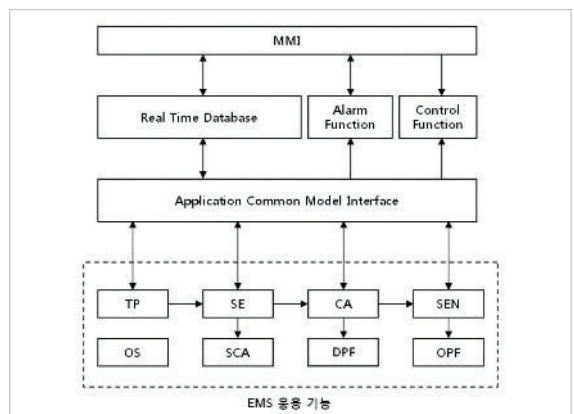 MMI
Real Time Database
Alarm
Function
Control
Function
Application Common Model Interface
TP
SE
CA
SEN
OS
SCA
DPF
OPF
EMS 응용 기능